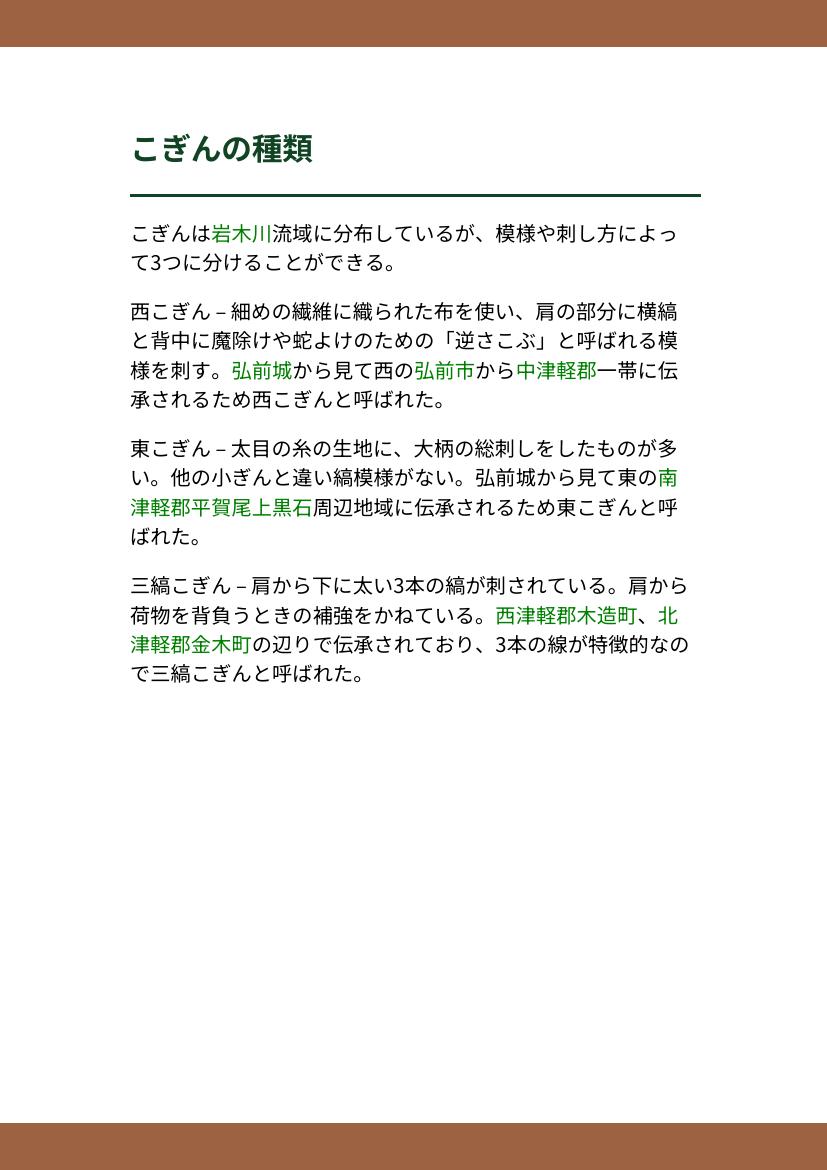 こぎんの種類
こぎんは岩木川流域に分布しているが、模様や刺し方によっ
て3つに分けることができる。
西こぎん – 細めの繊維に織られた布を使い、肩の部分に横縞
と背中に魔除けや蛇よけのための「逆さこぶ」と呼ばれる模
様を刺す。弘前城から見て西の弘前市から中津軽郡一帯に伝
承されるため西こぎんと呼ばれた。
東こぎん – 太目の糸の生地に、大柄の総刺しをしたものが多
い。他の小ぎんと違い縞模様がない。弘前城から見て東の南
津軽郡平賀尾上黒石周辺地域に伝承されるため東こぎんと呼
ばれた。
三縞こぎん – 肩から下に太い3本の縞が刺されている。肩から
荷物を背負うときの補強をかねている。西津軽郡木造町、北
津軽郡金木町の辺りで伝承されており、3本の線が特徴的なの
で三縞こぎんと呼ばれた。